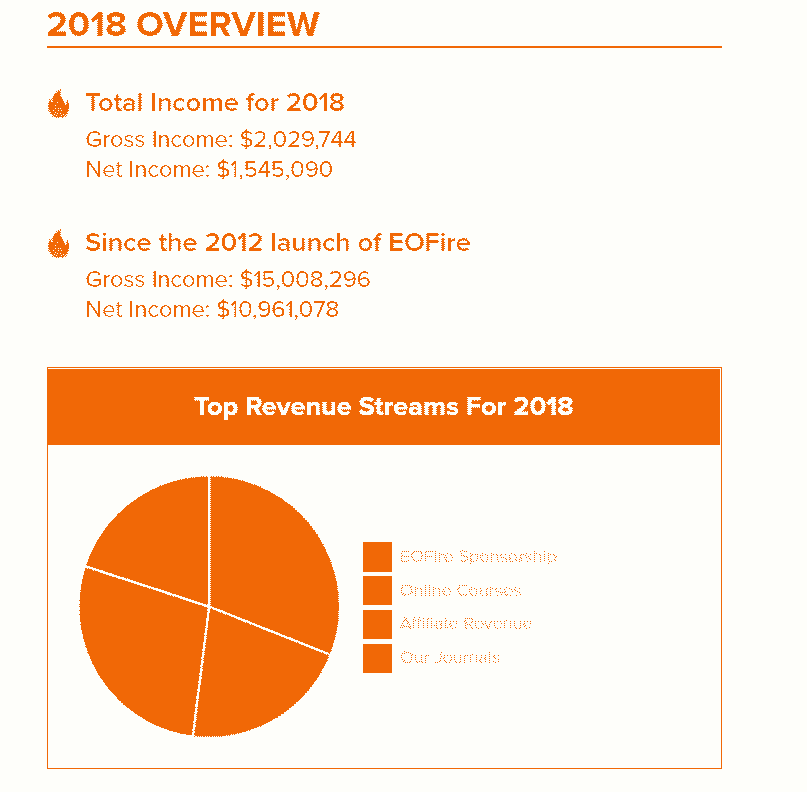 2018 OVERVIEW
Total Income for 2018
Gross Income: $2,029,744
Net Income: $1,545,090
Since the 2012 launch of EOFire
Gross Income: $15,008,296
Net Income: $10,961,078
Top Revenue Streams For 2018
EOFire Sponsorship
Online Courses
Affiliate Revenue
Our Journals